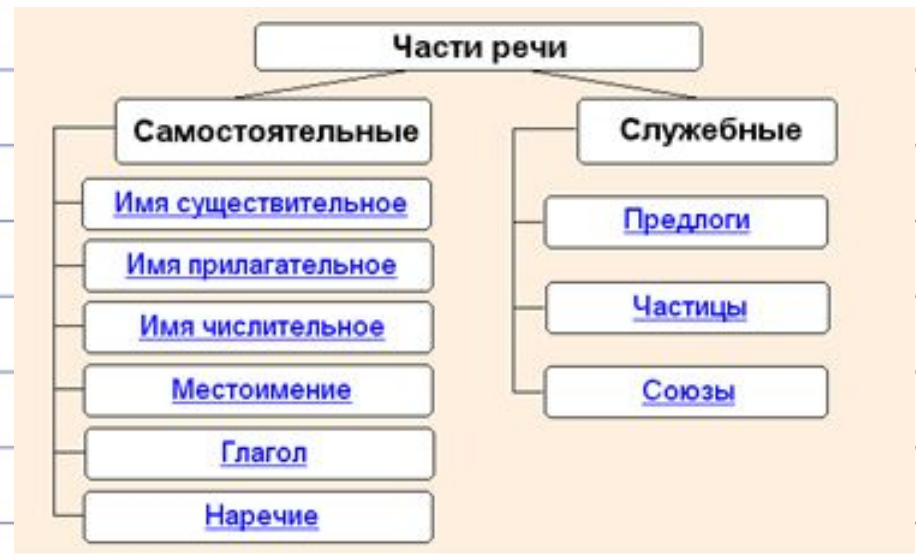 Части речи
Самостоятельные
Имя существительное
Имя прилагательное
Имя числительное
Местоимение
Глагол
Наречие
Служебные
Предлоги
Частицы
Союзы